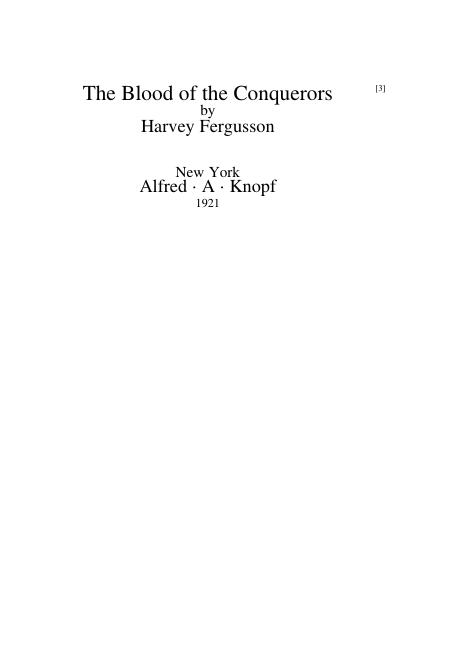 The Blood of the Conquerors
[3]
by
Harvey Fergusson
New York
Alfred · A · Knopf
1921